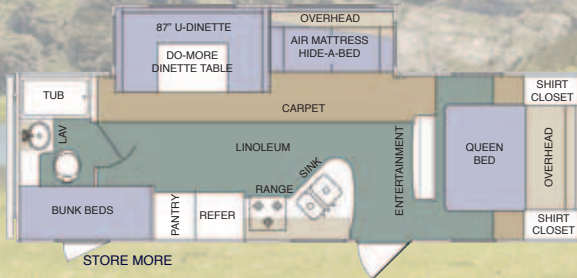 87" U-DINETTE
OVERHEAD
DO-MORE
DINETTE TABLE
AIR MATTRESS
HIDE-A-BED
TUB
CARPET
SHIRT
CLOSET
LAV
LINOLEUM
SINK
ENTERTAINMENT
QUEEN
BED
OVERHEAD
BUNK BEDS
PANTRY
REFER
RANGE
SHIRT
CLOSET
STORE MORE